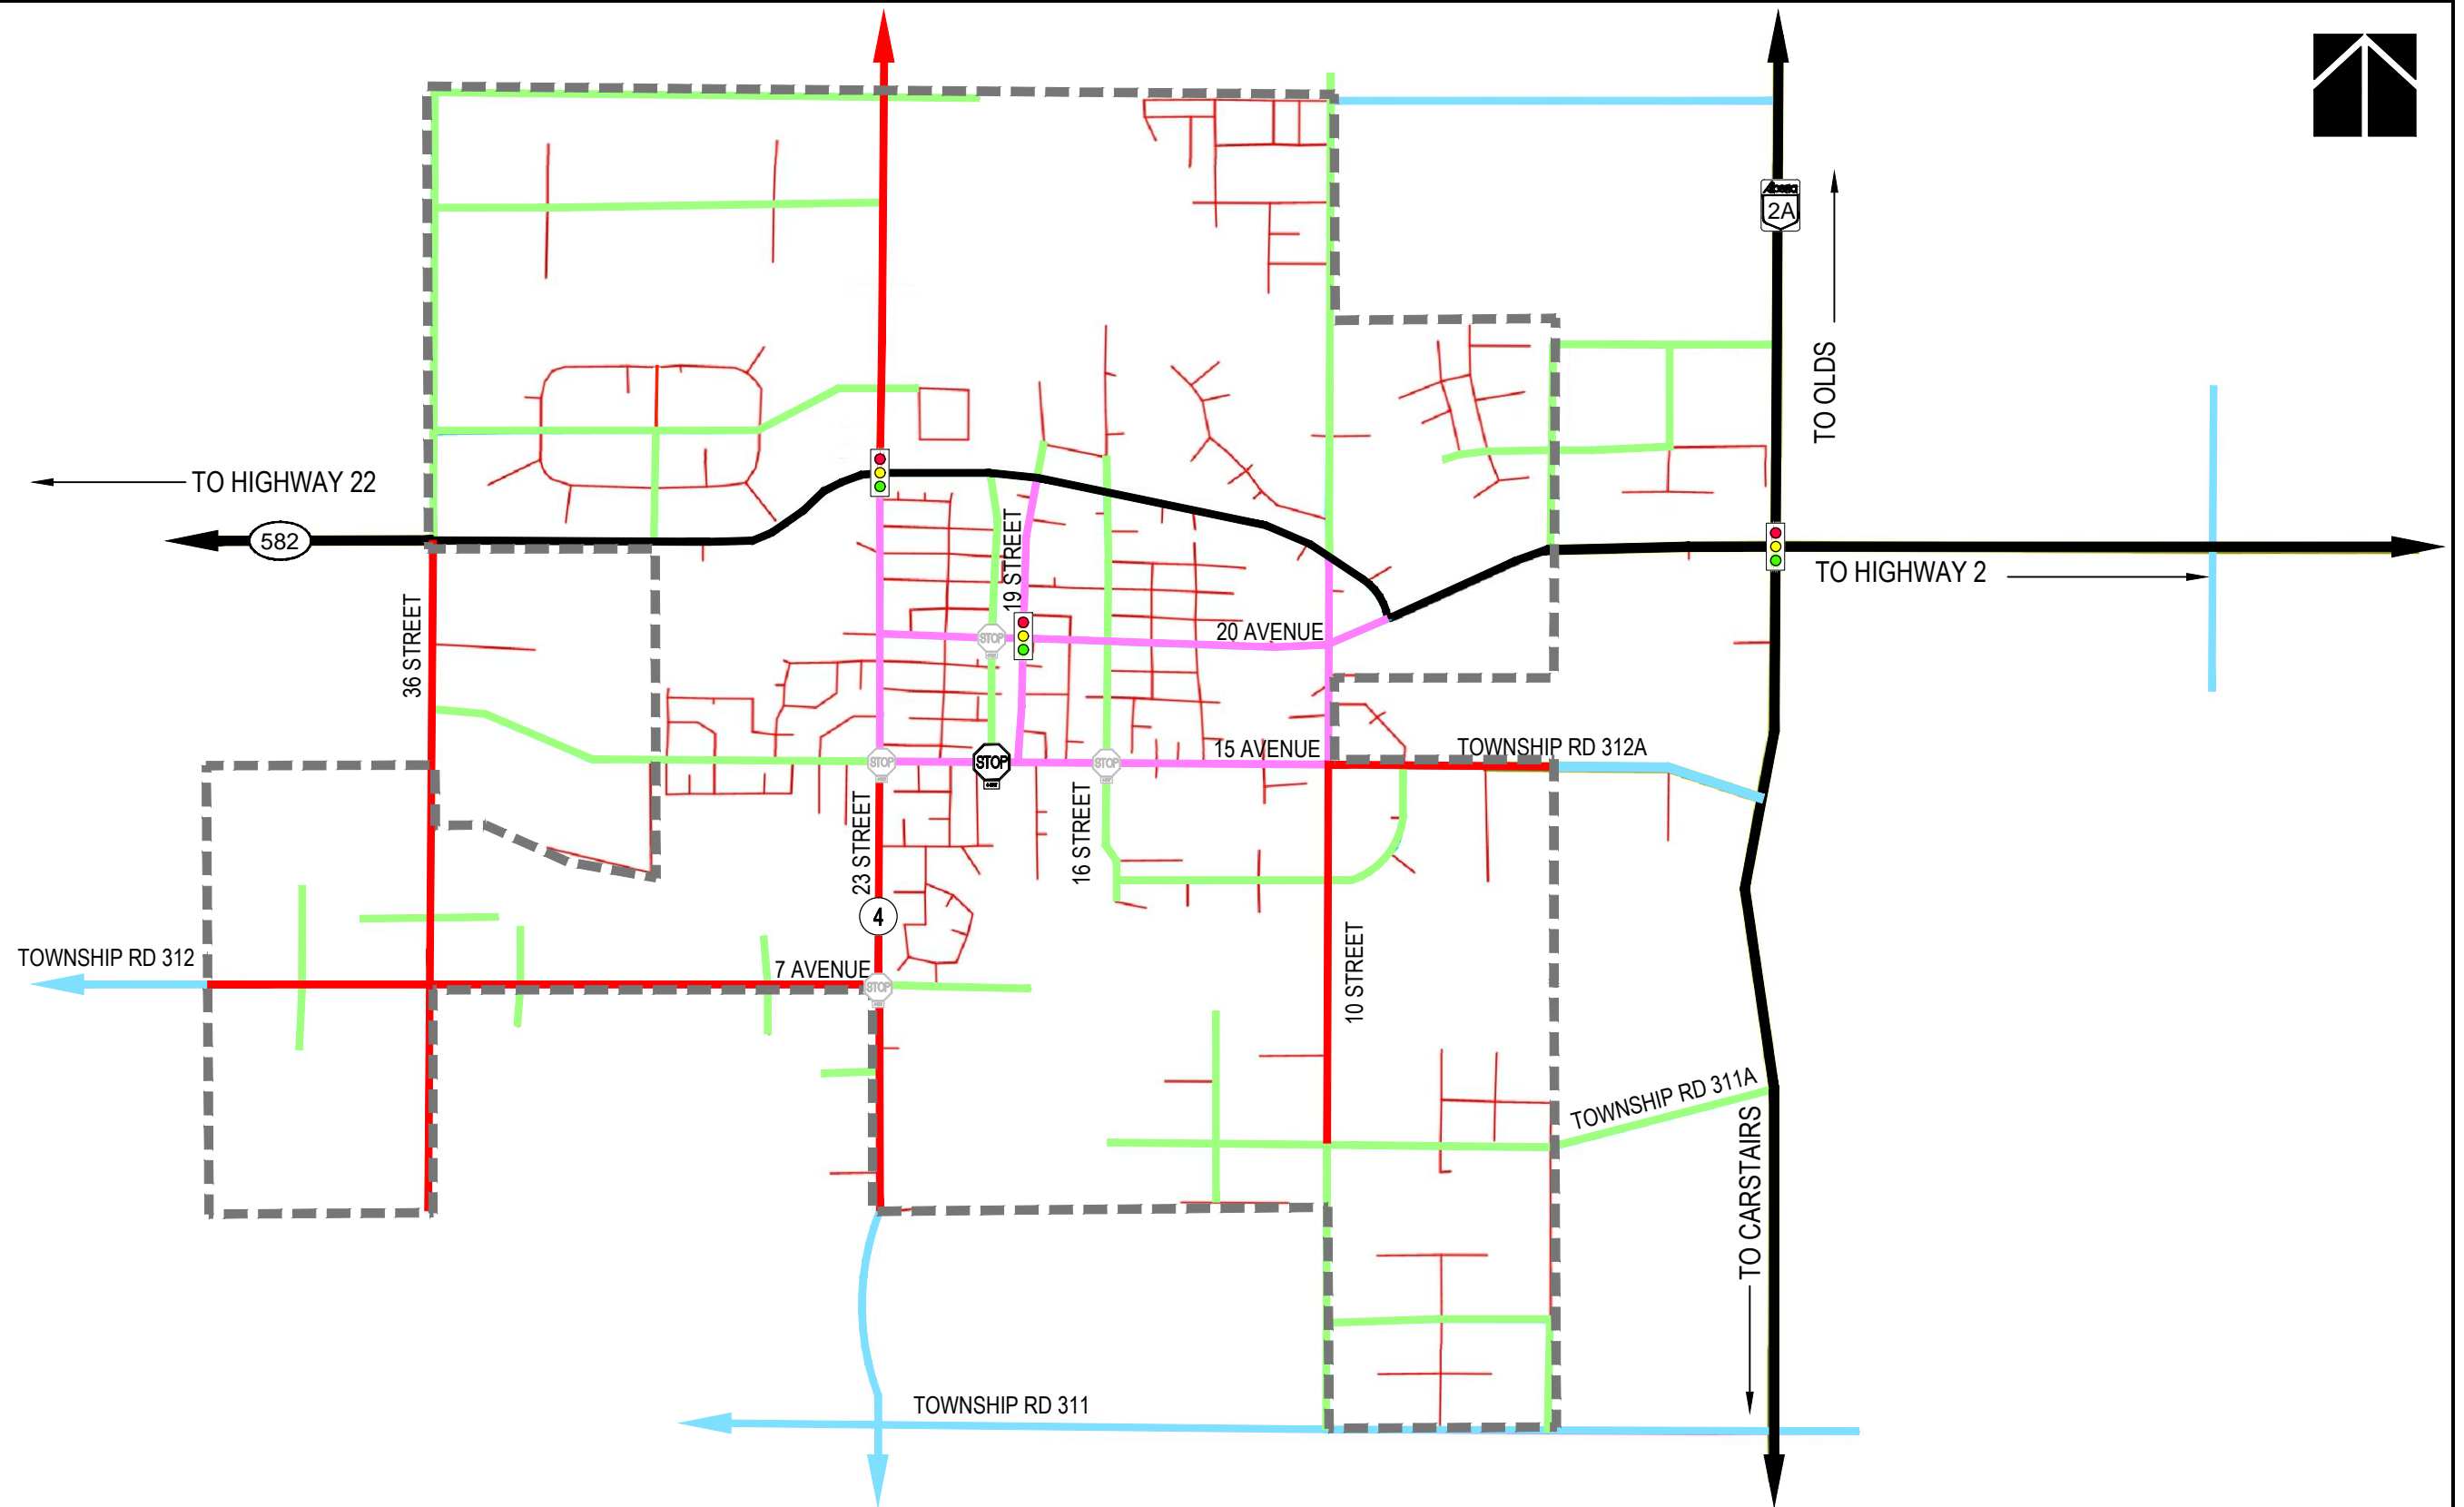 Alberta
2A
TO OLDS
TO HIGHWAY 22
582
19 STREET
TO HIGHWAY 2
36 STREET
STOP
20 AVENUE
15 AVENUE
TOWNSHIP RD 312A
STOP
STOP
STOP
16 STREET
23 STREET
4
10 STREET
TOWNSHIP RD 312
7 AVENUE
STOP
TOWNSHIP RD 311A
TO CARSTAIRS
TOWNSHIP RD 311